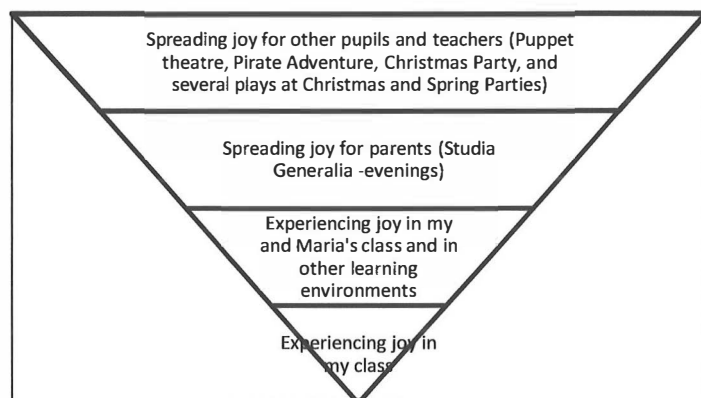 Spreading joy for other pupils and teachers (Puppet
theatre, Pirate Adventure, Christmas Party, and
several plays at Christmas and Spring Parties)
Spreading joy for parents (Studia
Generalia -evenings)
Experiencing joy in my
and Maria's class and in
other learning
environments
Experiencing joy in
my class